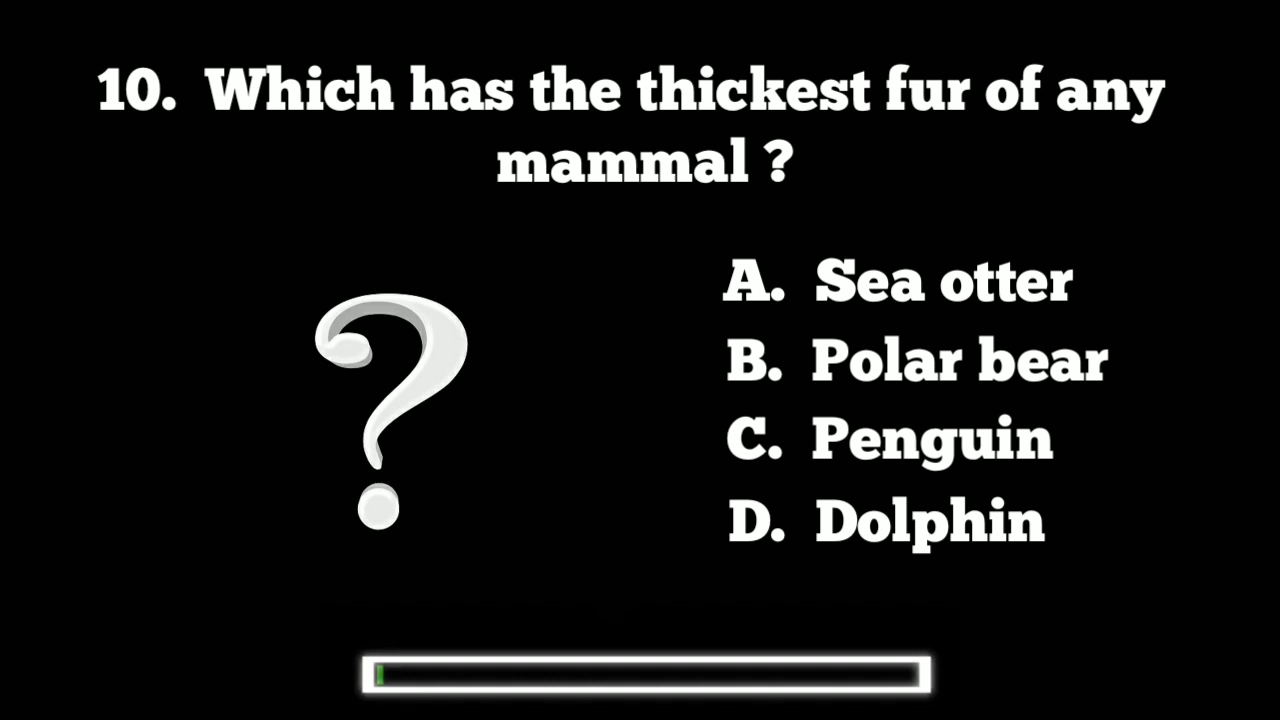 10. Which has the thickest fur of any
mammal ?
A. Sea otter
B. Polar bear
C. Penguin
D. Dolphin
?